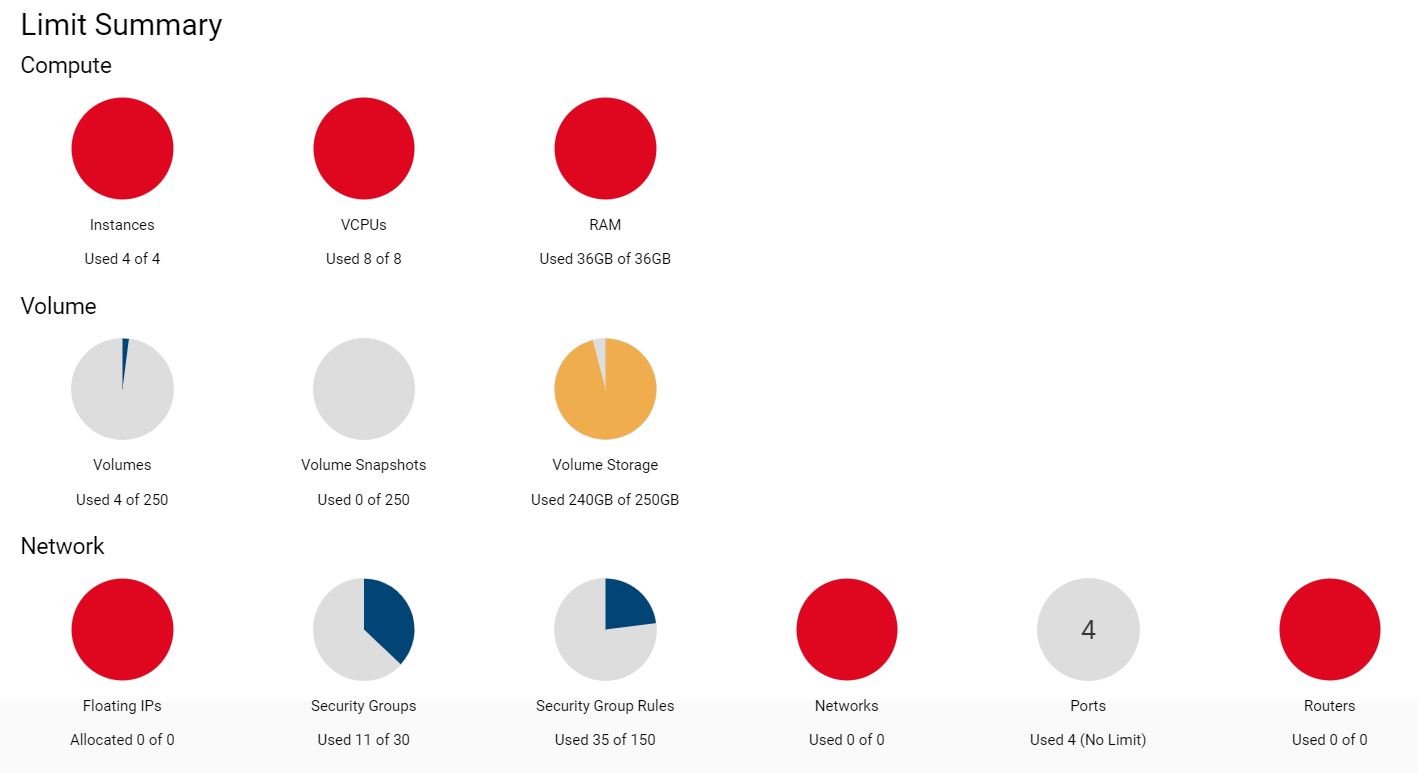 Limit Summary
Compute
Instances
Used 4 of 4
VCPUs
Used 8 of 8
RAM
Used 36GB of 36GB
Volume
Volumes
Used 4 of 250
Volume Snapshots
Used 0 of 250
Volume Storage
Used 240GB of 250GB
Network
Floating IPs
Allocated 0 of 0
Security Groups
Used 11 of 30
Security Group Rules
Used 35 of 150
Networks
Used 0 of 0
4
Ports
Used 4 (No Limit)
Routers
Used 0 of 0